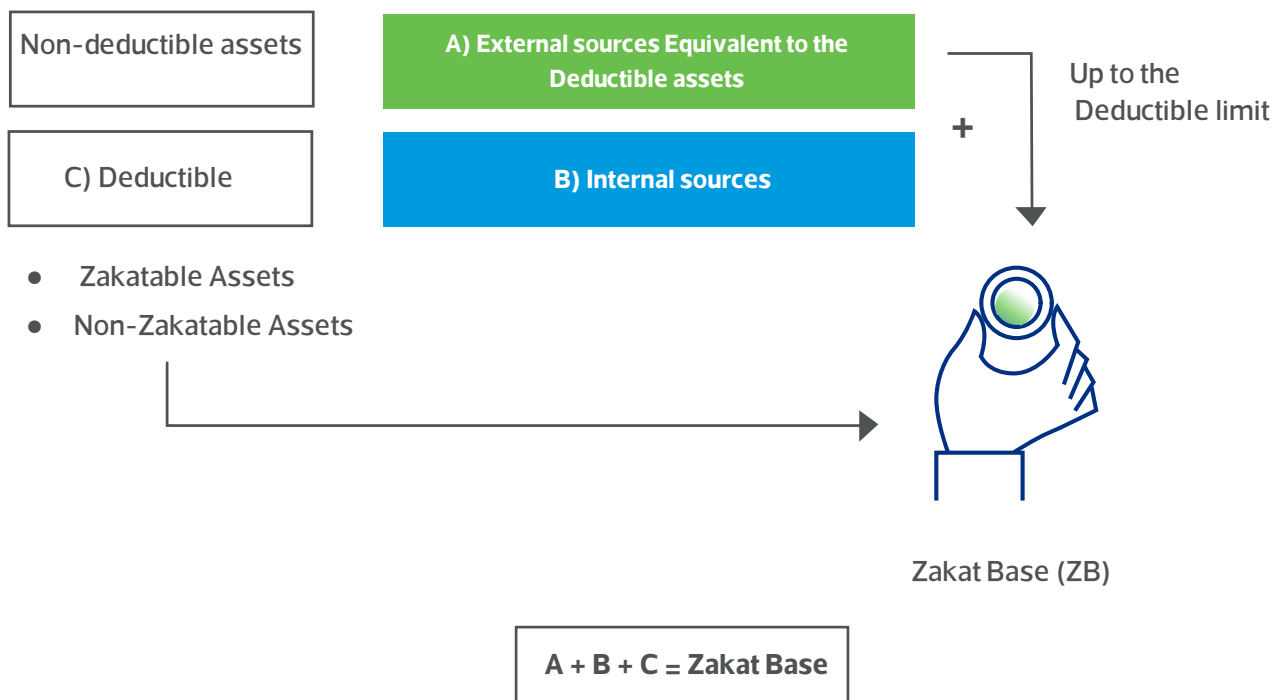 Non-deductible assets
A) External sources Equivalent to the
Deductible assets
Up to the
Deductible limit
+
C) Deductible
B) Internal sources
● Zakatable Assets
● Non-Zakatable Assets
Zakat Base (ZB)
A + B + C = Zakat Base